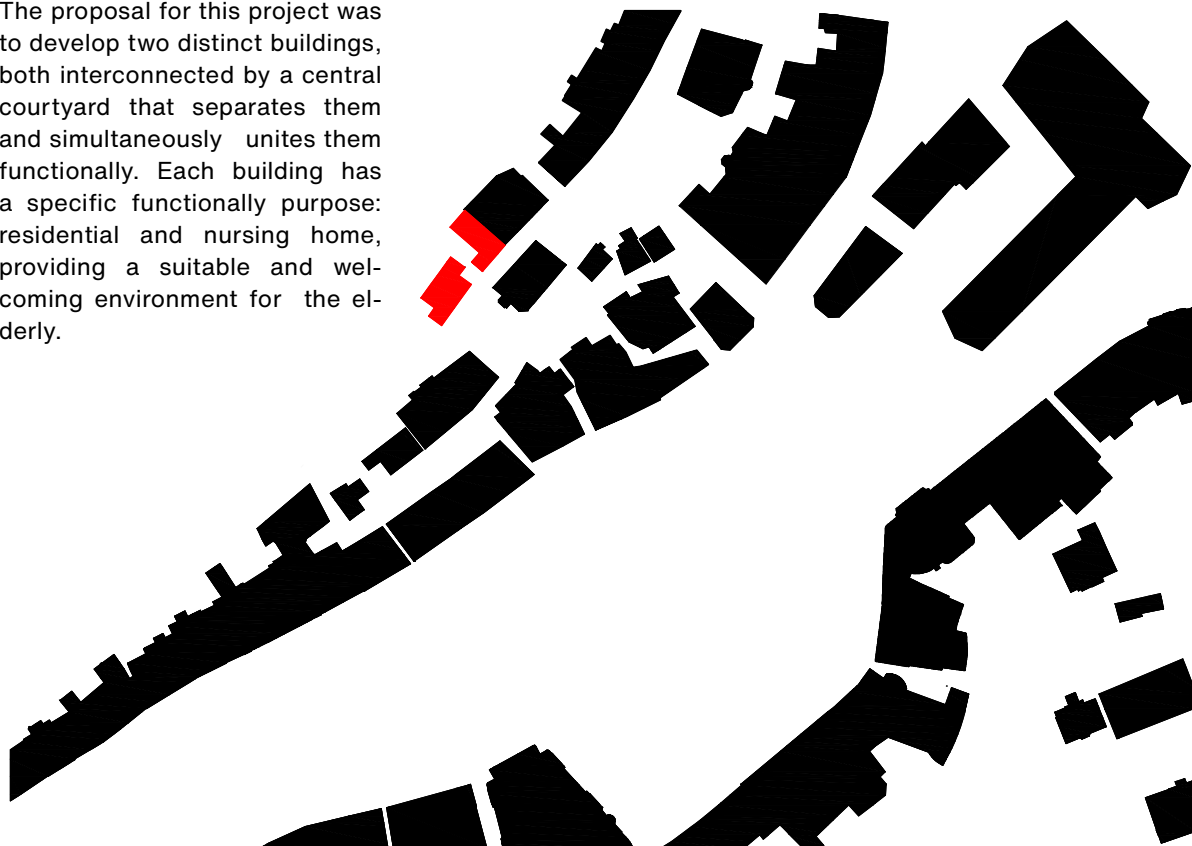 The proposal for this project was
to develop two distinct buildings,
both interconnected by a central
courtyard that separates them
and simultaneously unites them
functionally. Each building has
a specific functionally purpose:
residential and nursing home,
providing a suitable and wel-
coming environment for the el-
derly.